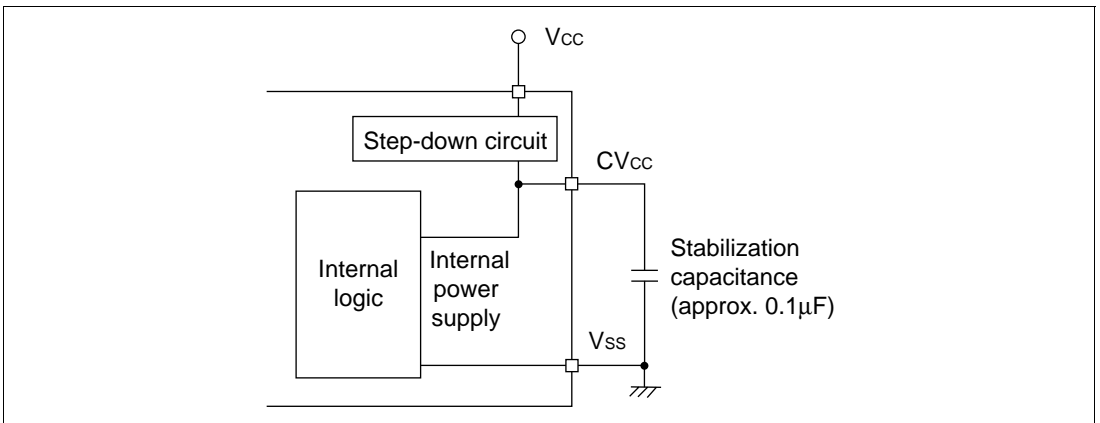 Vcc
Step-down circuit
CVcc
Internal
logic
Internal
power
supply
Stabilization
capacitance
(approx. 0.1μF)
Vss